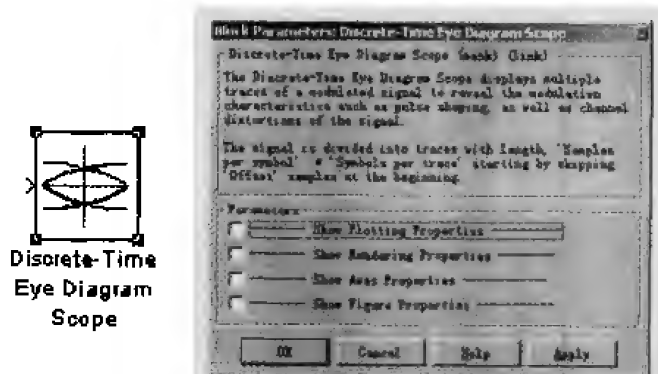 Discrete-Time
Eye Diagram
Scope
Block Parameters: Discrete-Time Eye Diagram Scope
Discrete-Time Eye Diagram Scope (mask) (link)
The Discrete-Time Eye Diagram Scope displays multiple
traces of a modulated signal to reveal the modulation
characteristics such as pulse shaping, as well as channel
distortions of the signal.
The signal is divided into traces with length, 'Samples
per symbol' * 'Symbols per trace' starting by skipping
'Offset' samples at the beginning.
Parameters
Show Plotting Properties
Show Rendering Properties
Show Axes Properties
Show Figure Properties
OK
Cancel
Help
Apply